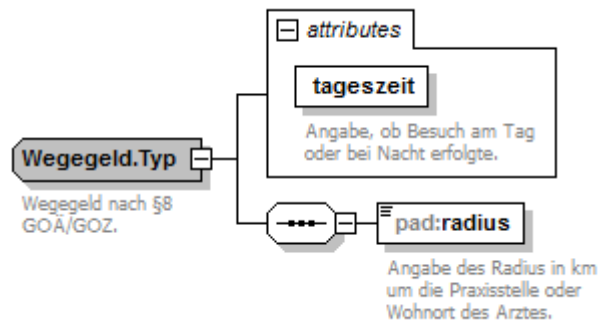 attributes
tageszeit
Angabe, ob Besuch am Tag
oder bei Nacht erfolgte.
Wegegeld.Typ
Wegegeld nach §8
GOÄ/GOZ.
pad:radius
Angabe des Radius in km
um die Praxisstelle oder
Wohnort des Arztes.